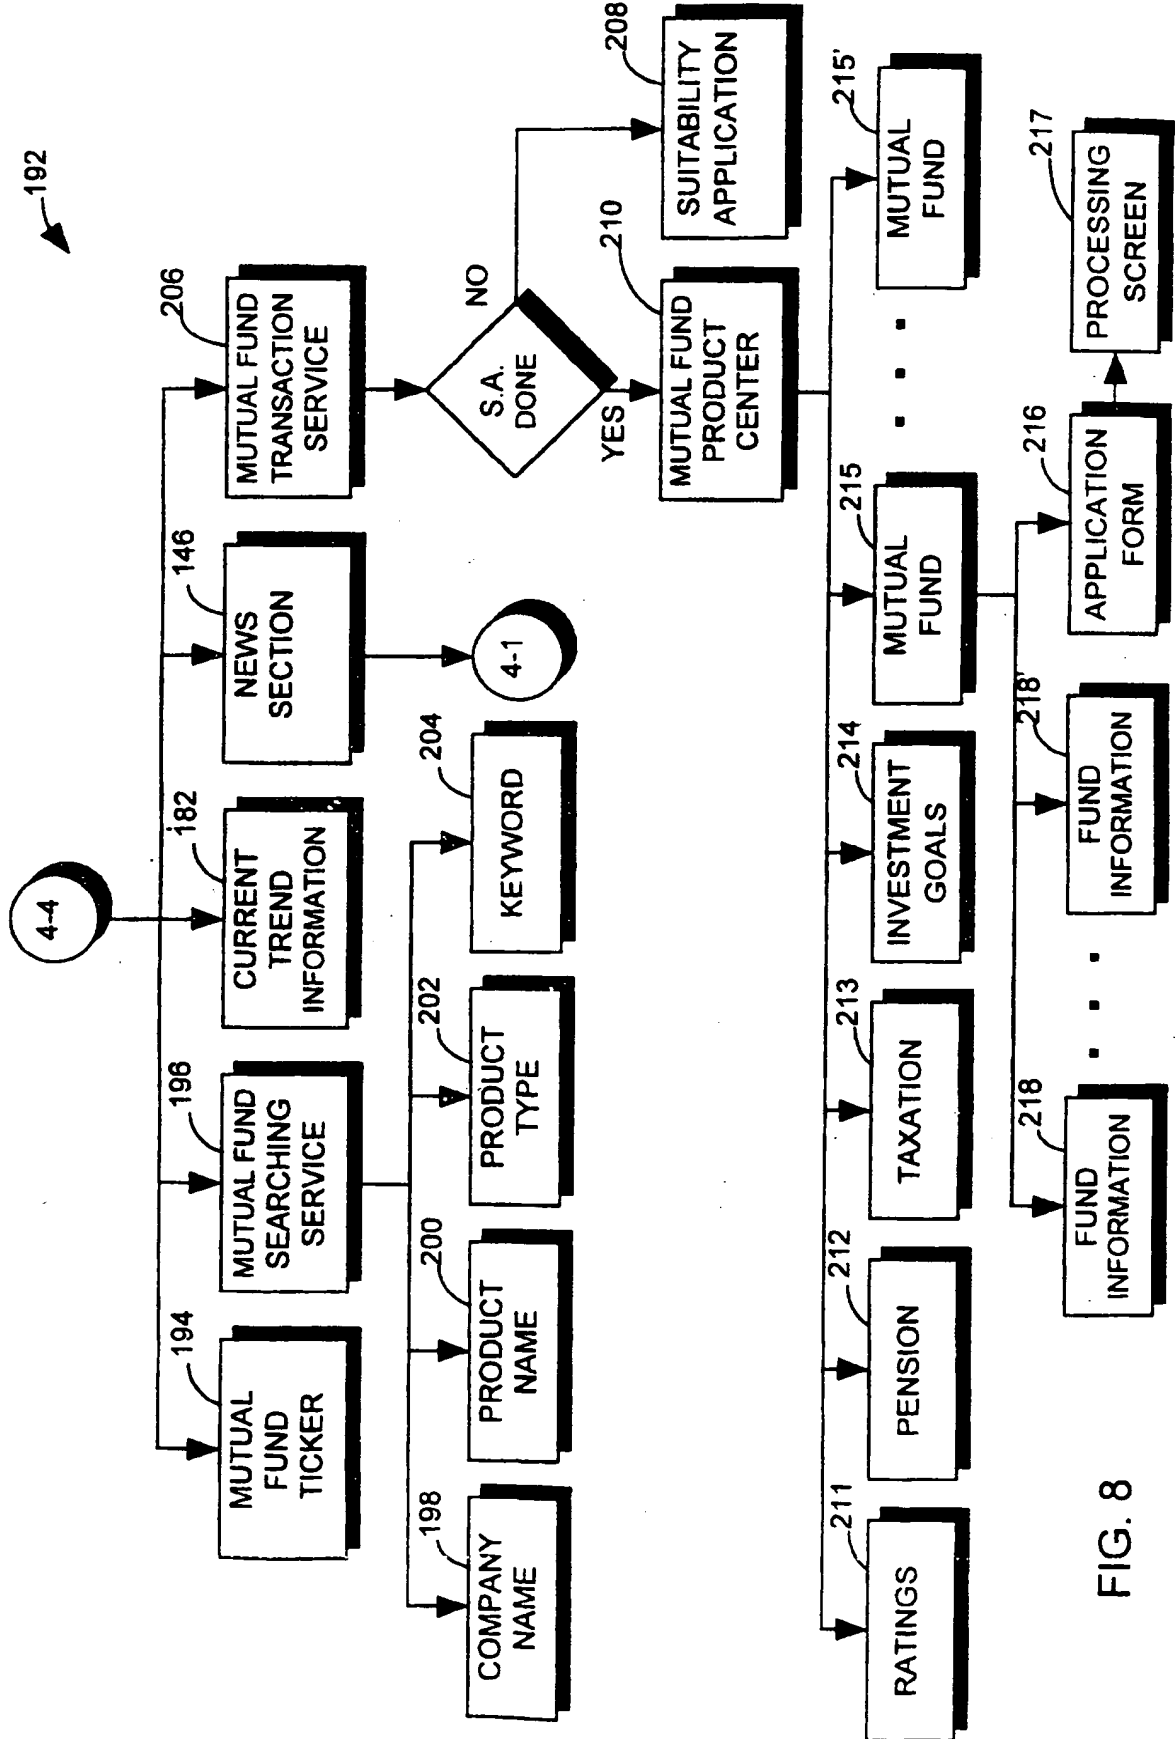 192
4-4
194
MUTUAL
FUND
TICKER
196
MUTUAL FUND
SEARCHING
SERVICE
182
CURRENT
TREND
INFORMATION
146
NEWS
SECTION
206
MUTUAL FUND
TRANSACTION
SERVICE
198
COMPANY
NAME
200
PRODUCT
NAME
202
PRODUCT
TYPE
204
KEYWORD
4-1
S.A.
DONE
NO
YES
210
MUTUAL FUND
PRODUCT
CENTER
208
SUITABILITY
APPLICATION
211
RATINGS
212
PENSION
213
TAXATION
214
INVESTMENT
GOALS
215
MUTUAL
FUND
. . .
215'
MUTUAL
FUND
218
FUND
INFORMATION
. . .
218'
FUND
INFORMATION
216
APPLICATION
FORM
217
PROCESSING
SCREEN
FIG. 8